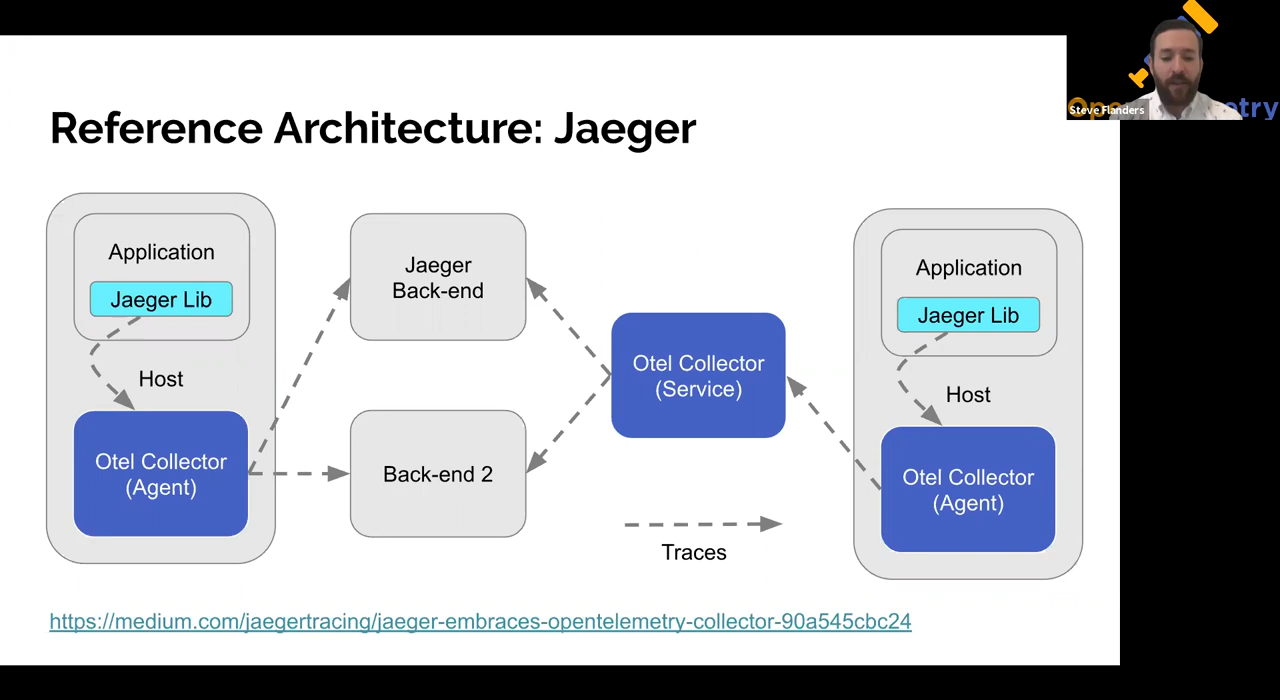 Steve Flanders
Reference Architecture: Jaeger
Application
Jaeger Lib
Host
Otel Collector
(Agent)
Jaeger
Back-end
Back-end 2
Otel Collector
(Service)
Traces
Application
Jaeger Lib
Host
Otel Collector
(Agent)
https://medium.com/jaegertracing/jaeger-embraces-opentelemetry-collector-90a545cbc24